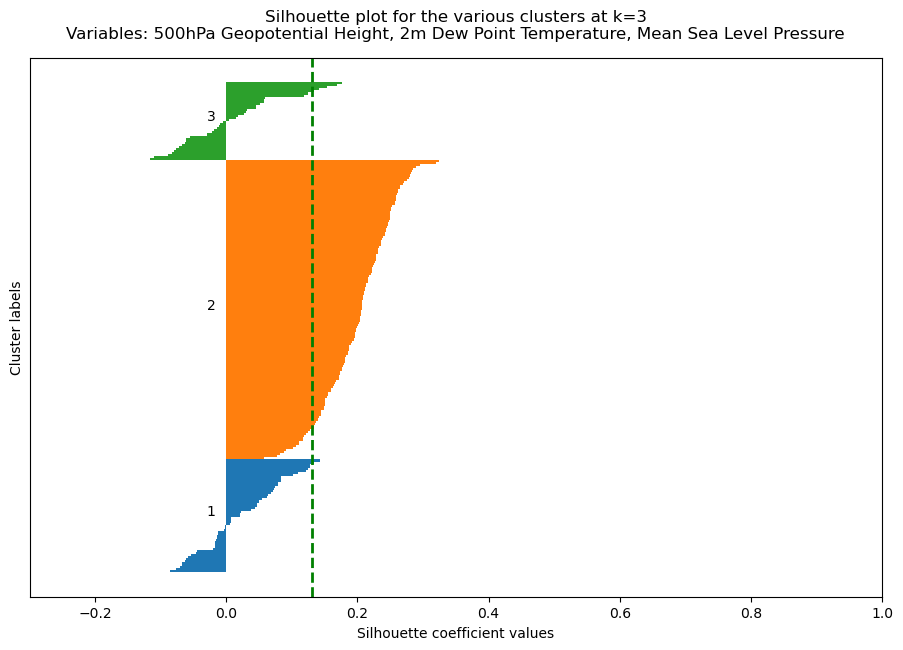 Silhouette plot for the various clusters at k=3
Variables: 500hPa Geopotential Height, 2m Dew Point Temperature, Mean Sea Level Pressure
3
2
1
Cluster labels
−0.2 0.0 0.2 0.4 0.6 0.8 1.0
Silhouette coefficient values